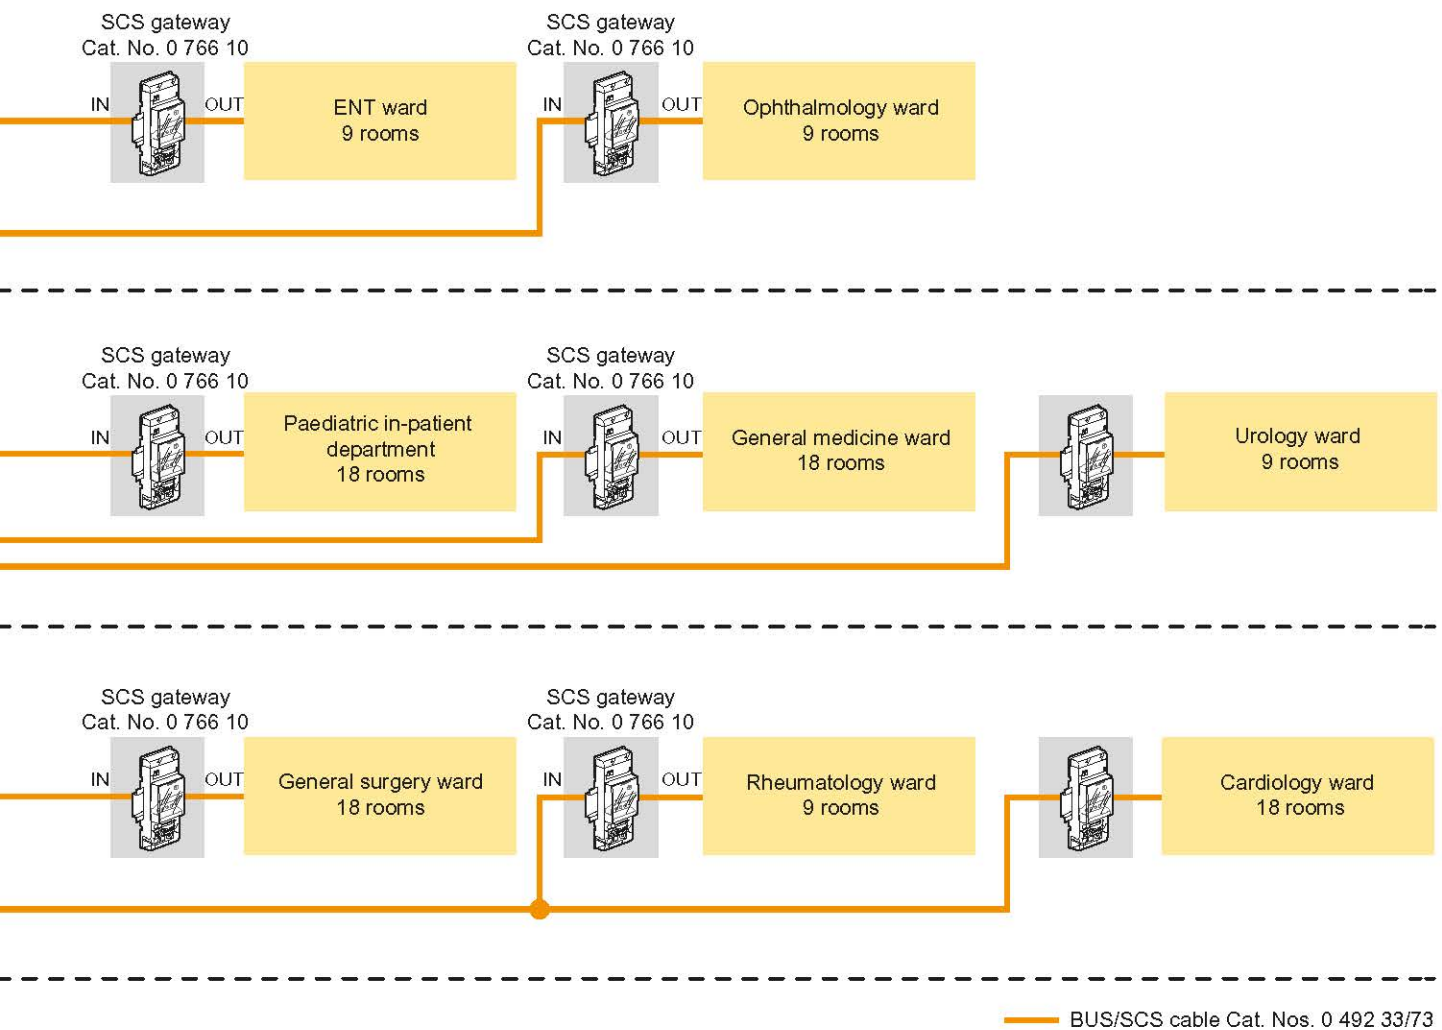 SCS gateway
Cat. No. 0 766 10
IN
OUT
ENT ward
9 rooms
SCS gateway
Cat. No. 0 766 10
IN
OUT
Ophthalmology ward
9 rooms
SCS gateway
Cat. No. 0 766 10
IN
OUT
Paediatric in-patient
department
18 rooms
SCS gateway
Cat. No. 0 766 10
IN
OUT
General medicine ward
18 rooms
Urology ward
9 rooms
SCS gateway
Cat. No. 0 766 10
IN
OUT
General surgery ward
18 rooms
SCS gateway
Cat. No. 0 766 10
IN
OUT
Rheumatology ward
9 rooms
Cardiology ward
18 rooms
BUS/SCS cable Cat. Nos. 0 492 33/73